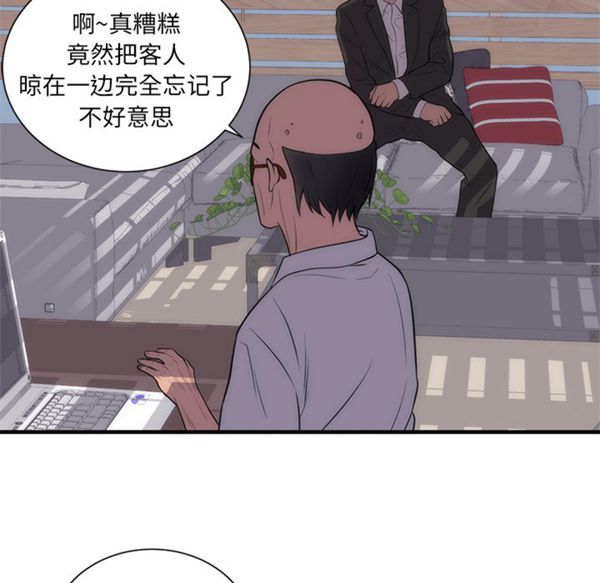 啊~真糟糕
竟然把客人
晾在一边完全忘记了
不好意思